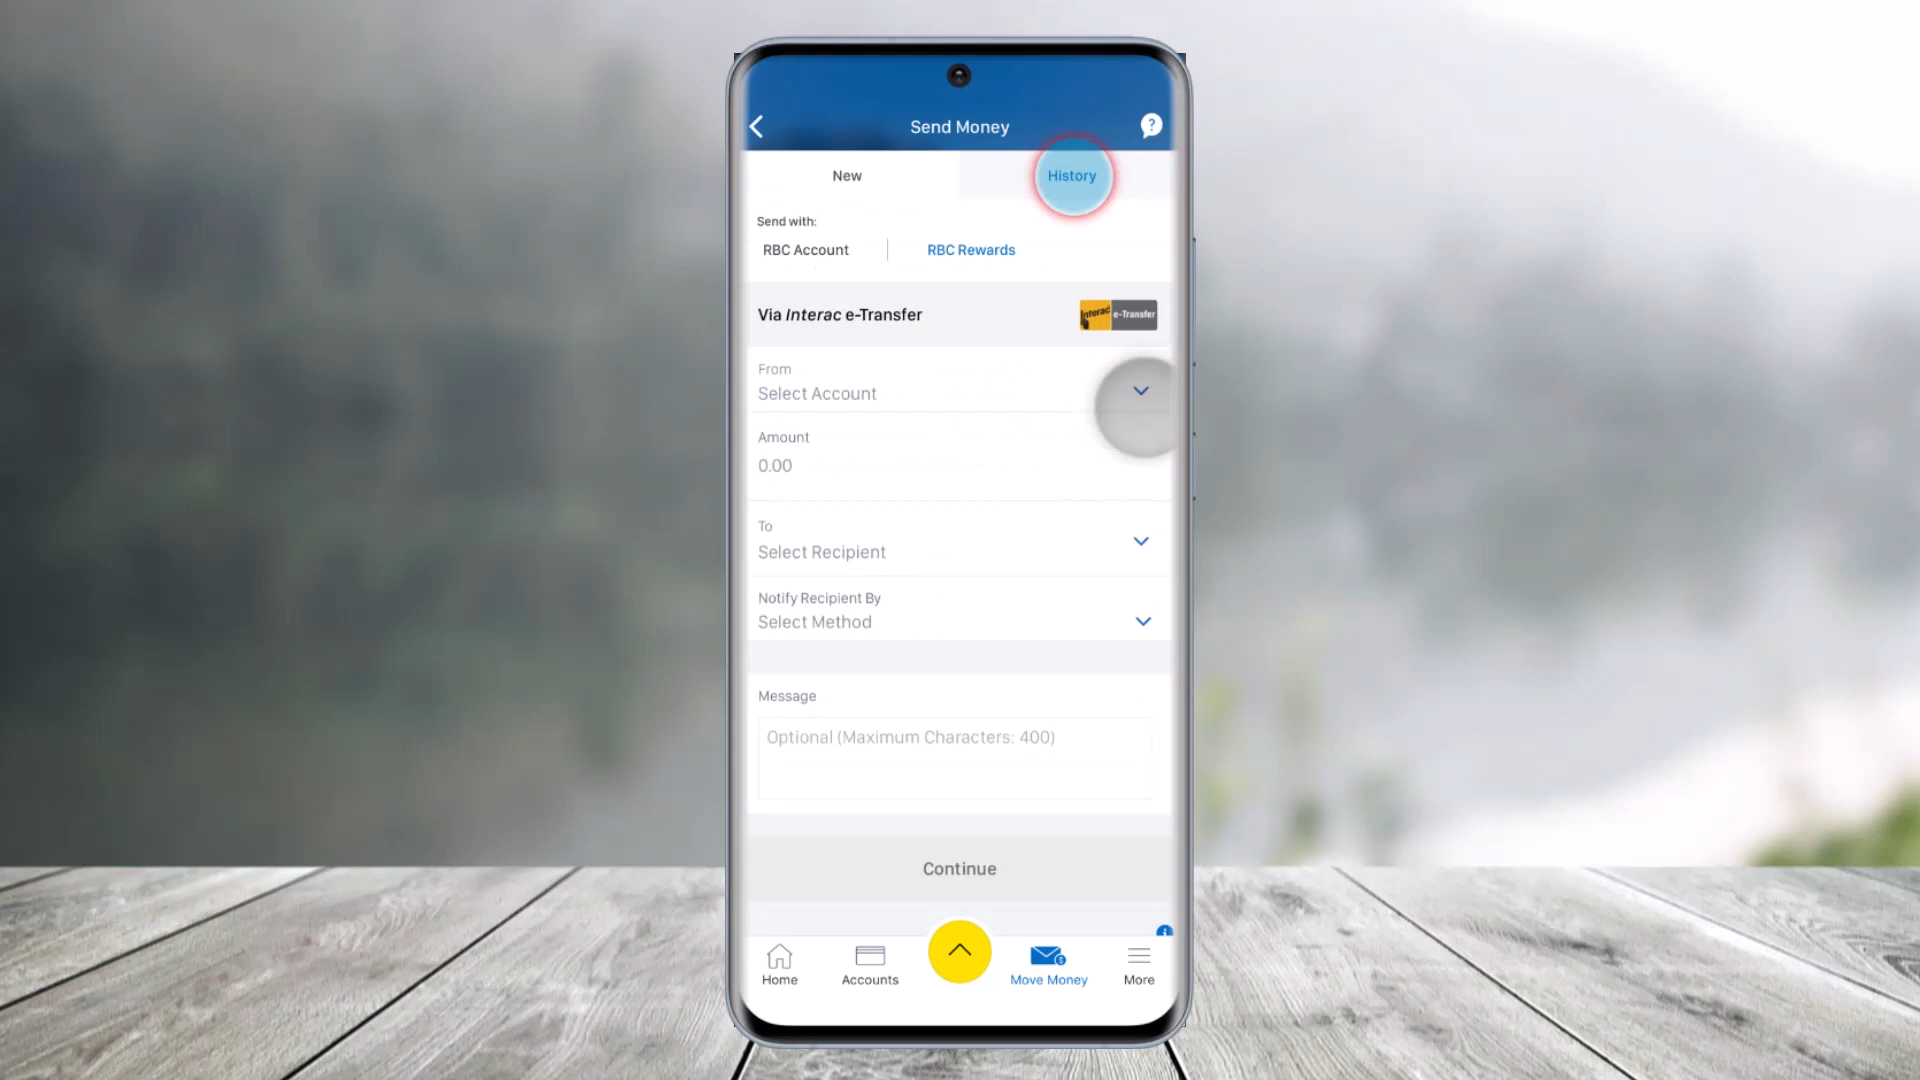 Send Money
?
New
History
Send with:
RBC Account
RBC Rewards
Via Interac e-Transfer
Interac e-Transfer
From
Select Account
Amount
0.00
To
Select Recipient
Notify Recipient By
Select Method
Message
Optional (Maximum Characters: 400)
Continue
Home
Accounts
Move Money
More